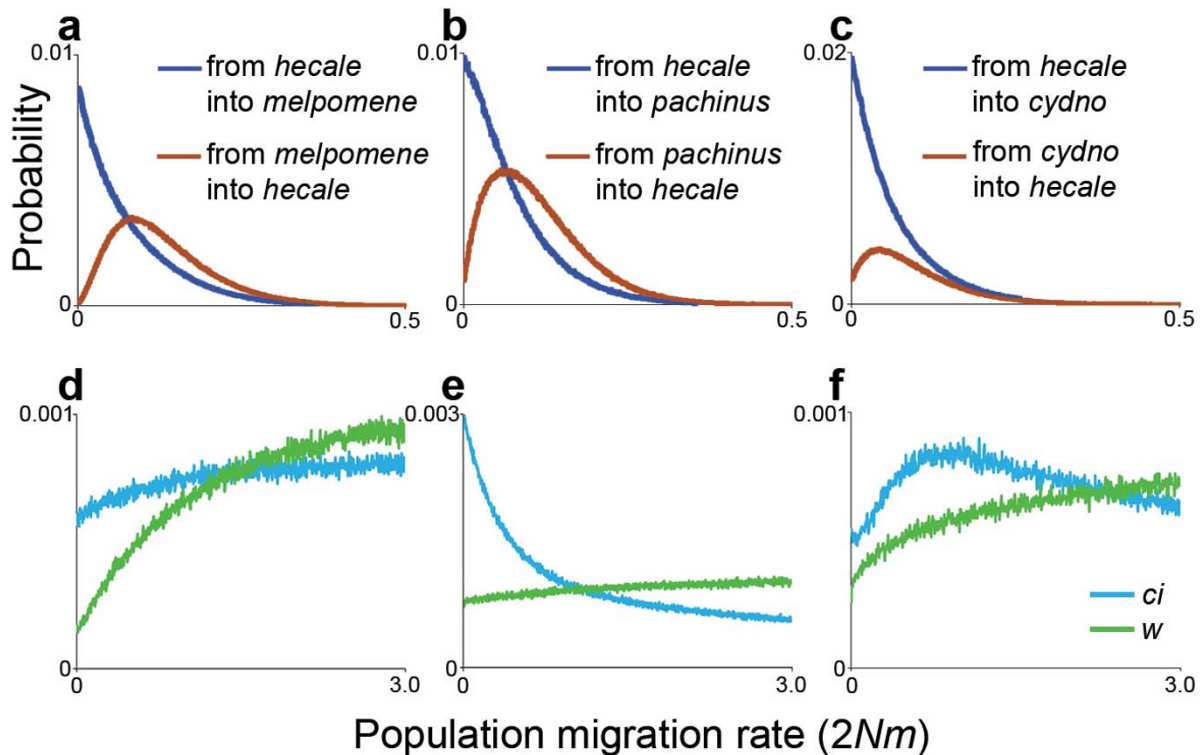 a
b
c
0.01
0.01
0.02
from hecale
into melpomene
from melpomene
into hecale
from hecale
into pachinus
from pachinus
into hecale
from hecale
into cydno
from cydno
into hecale
Probability
0
0
0
0
0.5
0
0.5
0
0.5
d
e
f
0.001
0.003
0.001
ci
w
0
0
0
0
3.0
0
3.0
0
3.0
Population migration rate (2Nm)